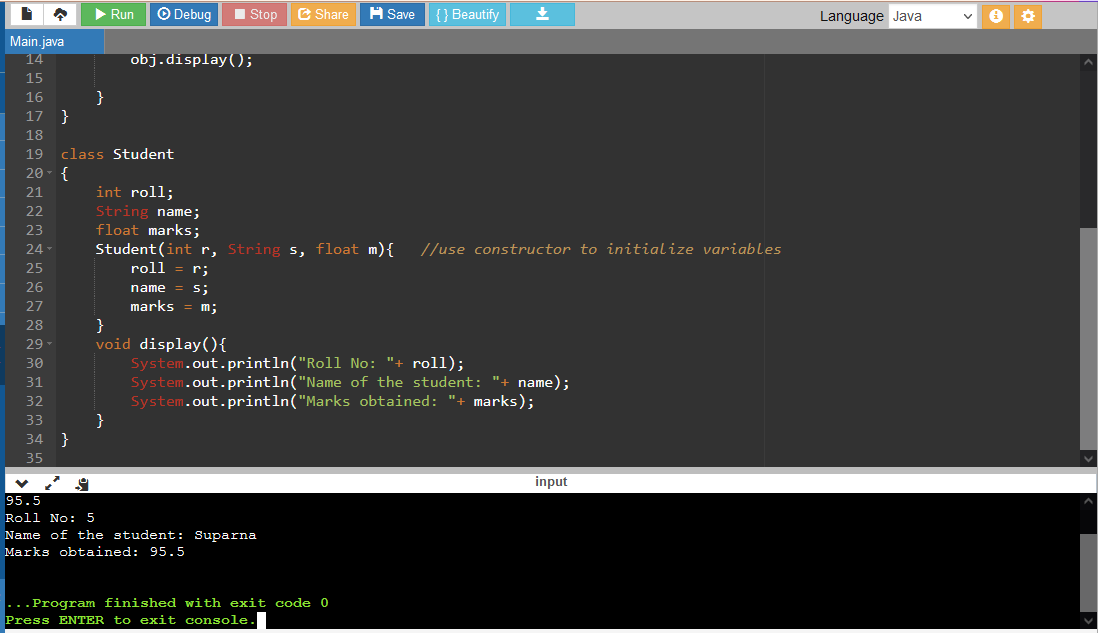 Run Debug Stop Share Save { } Beautify Language Java
Main.java
14 obj.display();
15
16 }
17 }
18
19 class Student
20 {
21 int roll;
22 String name;
23 float marks;
24 Student(int r, String s, float m){ //use constructor to initialize variables
25 roll = r;
26 name = s;
27 marks = m;
28 }
29 void display(){
30 System.out.println("Roll No: "+ roll);
31 System.out.println("Name of the student: "+ name);
32 System.out.println("Marks obtained: "+ marks);
33 }
34 }
35
input
95.5
Roll No: 5
Name of the student: Suparna
Marks obtained: 95.5
...Program finished with exit code 0
Press ENTER to exit console.